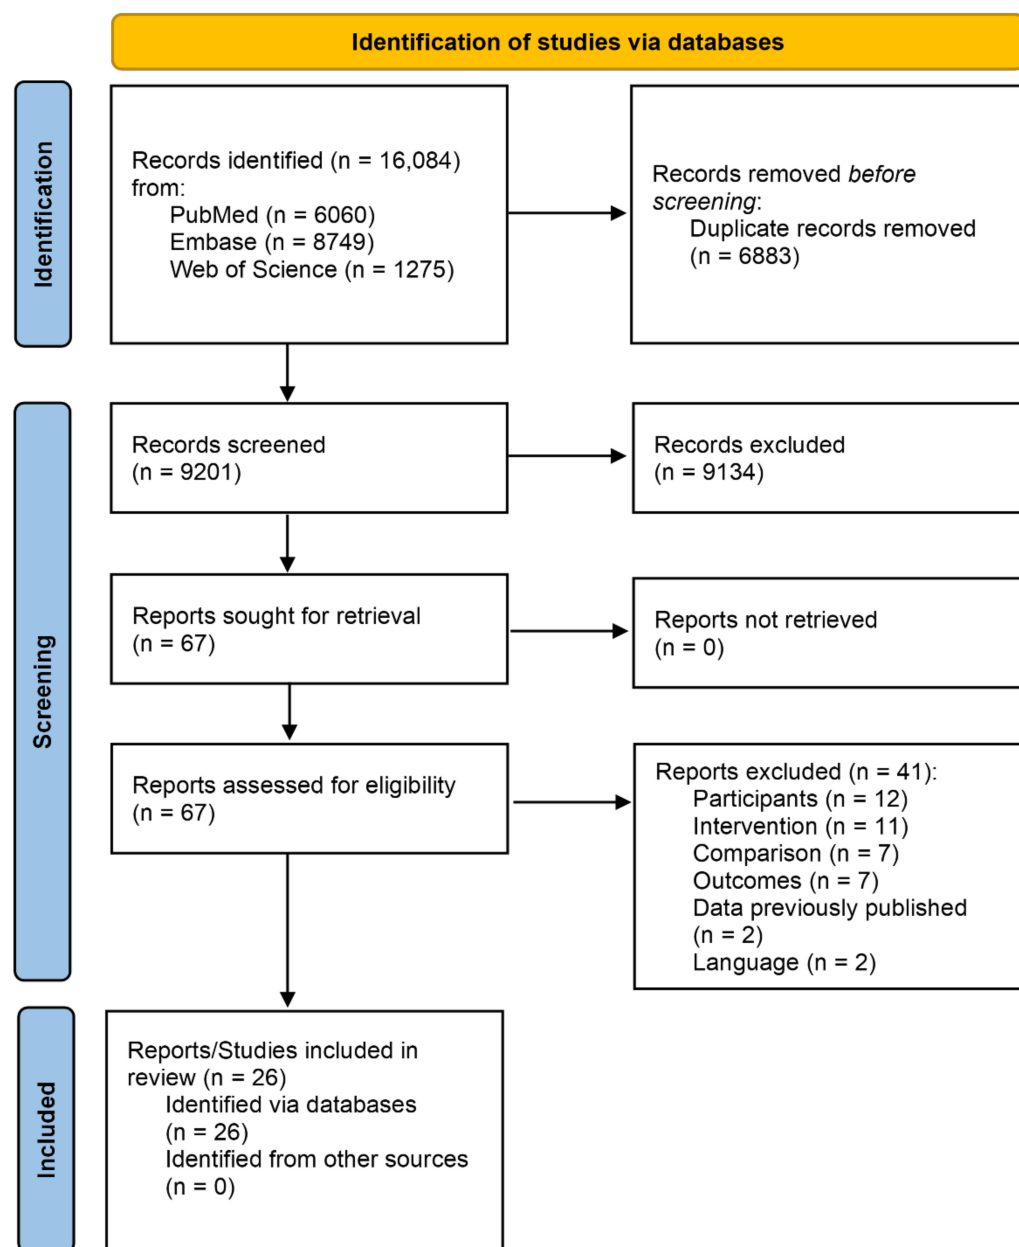 Identification of studies via databases
Identification
Records identified (n = 16,084)
from:
PubMed (n = 6060)
Embase (n = 8749)
Web of Science (n = 1275)
Records removed before
screening:
Duplicate records removed
(n = 6883)
Screening
Records screened
(n = 9201)
Records excluded
(n = 9134)
Reports sought for retrieval
(n = 67)
Reports not retrieved
(n = 0)
Reports assessed for eligibility
(n = 67)
Reports excluded (n = 41):
Participants (n = 12)
Intervention (n = 11)
Comparison (n = 7)
Outcomes (n = 7)
Data previously published
(n = 2)
Language (n = 2)
Included
Reports/Studies included in
review (n = 26)
Identified via databases
(n = 26)
Identified from other sources
(n = 0)